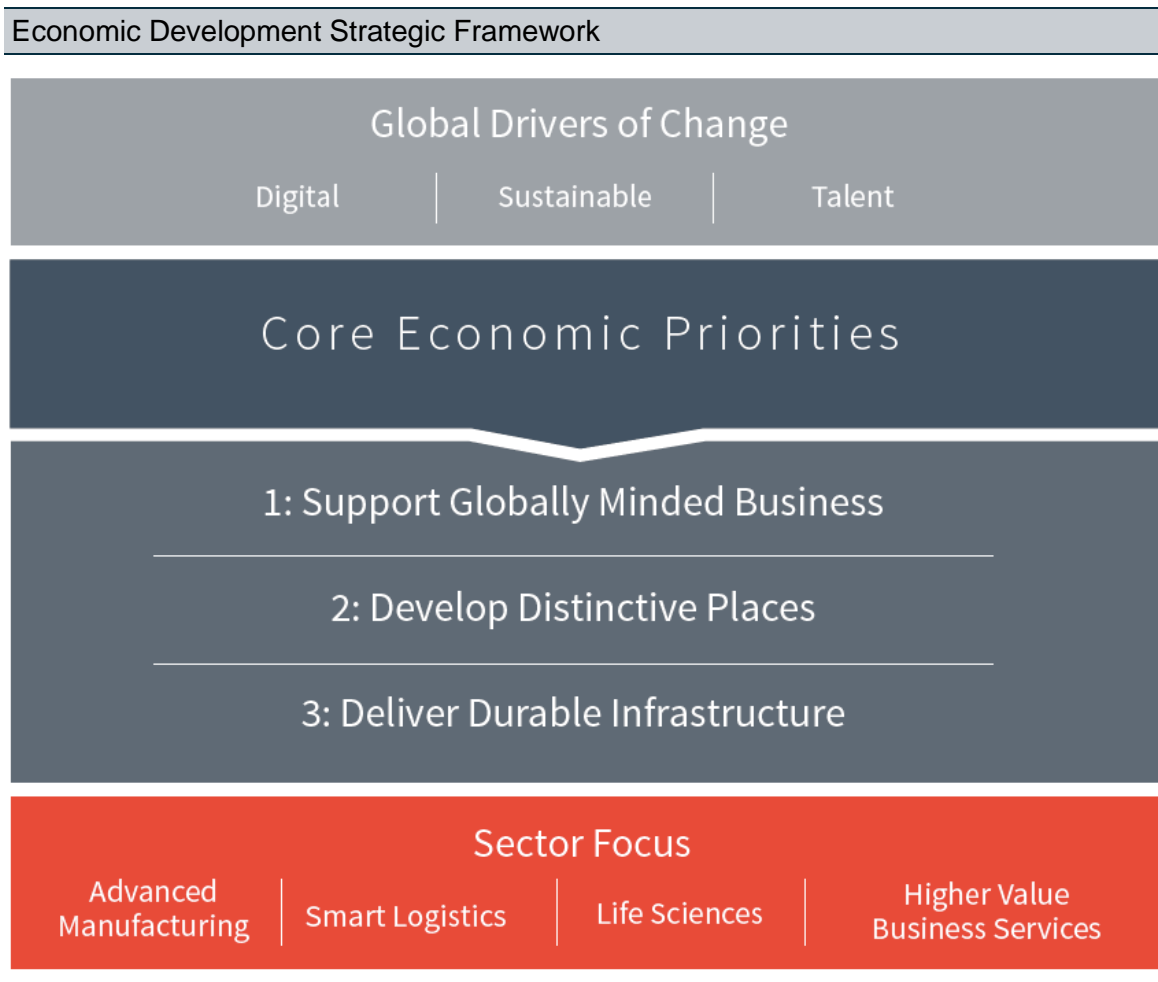 Economic Development Strategic Framework
Global Drivers of Change
Digital
Sustainable
Talent
Core Economic Priorities
1: Support Globally Minded Business
2: Develop Distinctive Places
3: Deliver Durable Infrastructure
Sector Focus
Advanced
Manufacturing
Smart Logistics
Life Sciences
Higher Value
Business Services